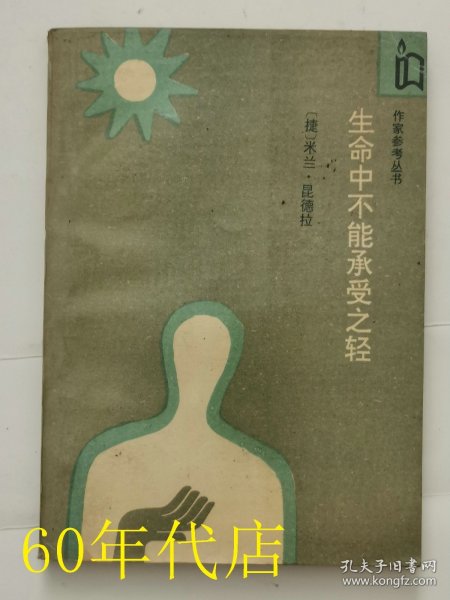 作家参考丛书
生命中不能承受之轻
〔捷〕米兰·昆德拉
60年代店
孔夫子旧书网
www.kongfz.com